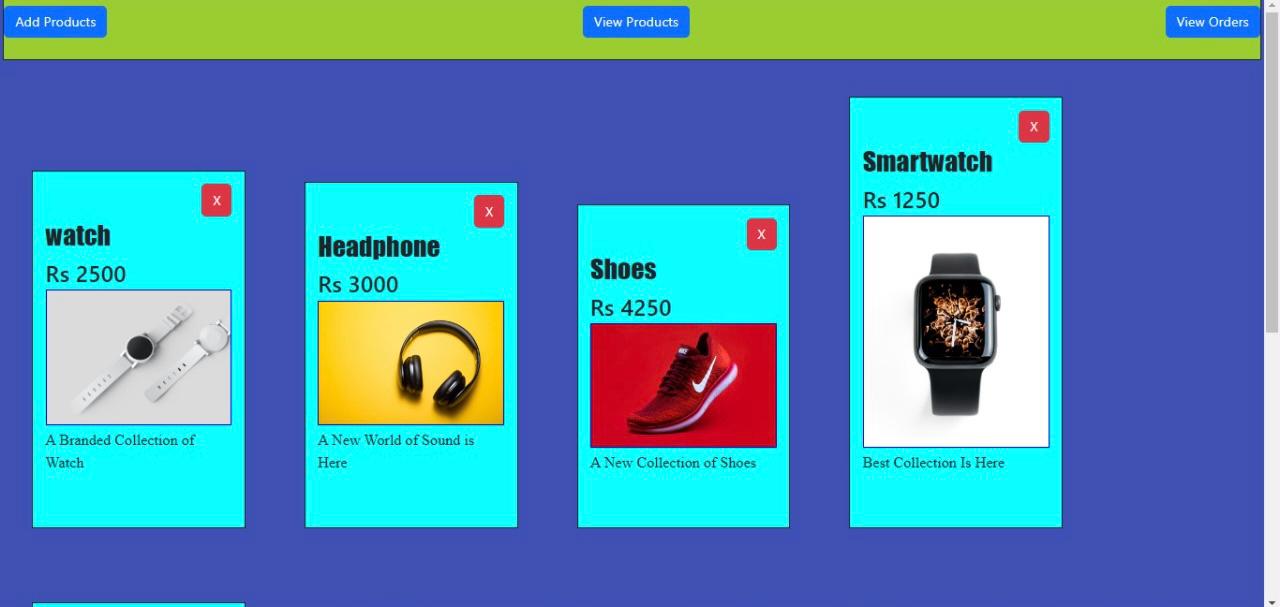 Add Products
View Products
View Orders
X
watch
Rs 2500
A Branded Collection of
Watch
X
Headphone
Rs 3000
A New World of Sound is
Here
X
Shoes
Rs 4250
A New Collection of Shoes
X
Smartwatch
Rs 1250
Best Collection Is Here